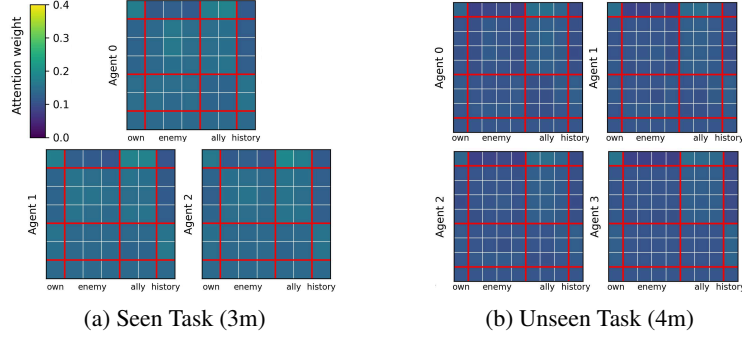 Attention weight
0.4
0.3
0.2
0.1
0.0
Agent 0
own enemy ally history
Agent 1
own enemy ally history
Agent 2
own enemy ally history
(a) Seen Task (3m)
Agent 0
own enemy ally history
Agent 1
own enemy ally history
Agent 2
own enemy ally history
Agent 3
own enemy ally history
(b) Unseen Task (4m)